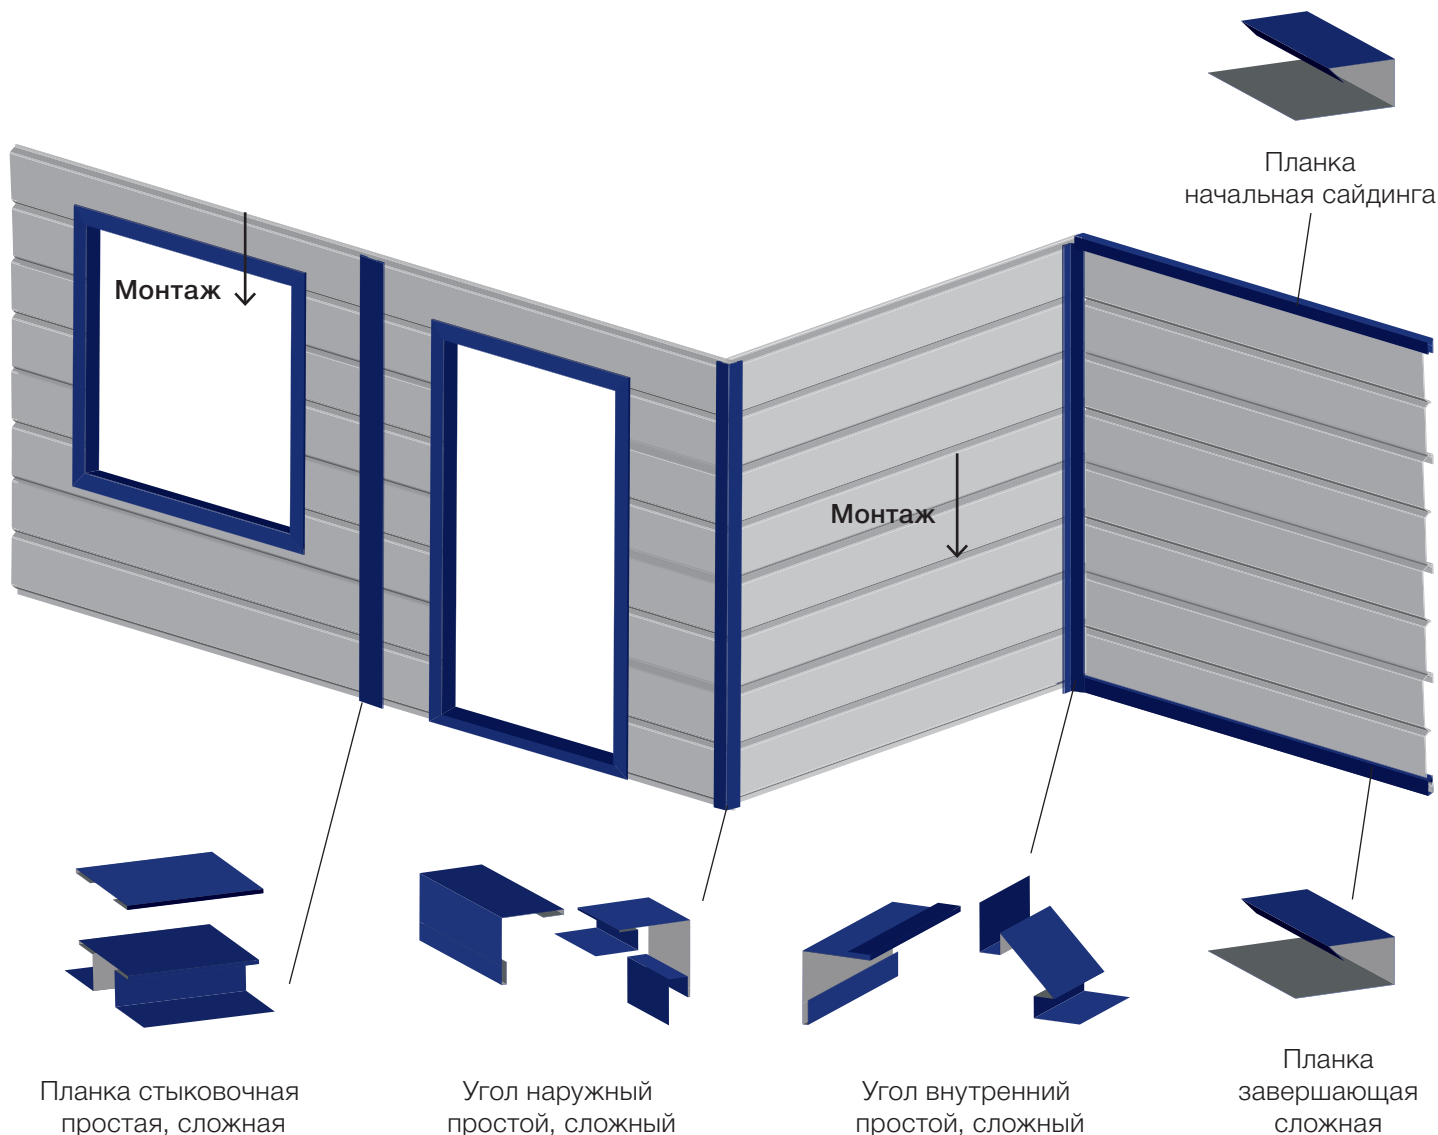 Планка
начальная сайдинга
Монтаж
Монтаж
Планка стыковочная
простая, сложная
Угол наружный
простой, сложный
Угол внутренний
простой, сложный
Планка
завершающая
сложная